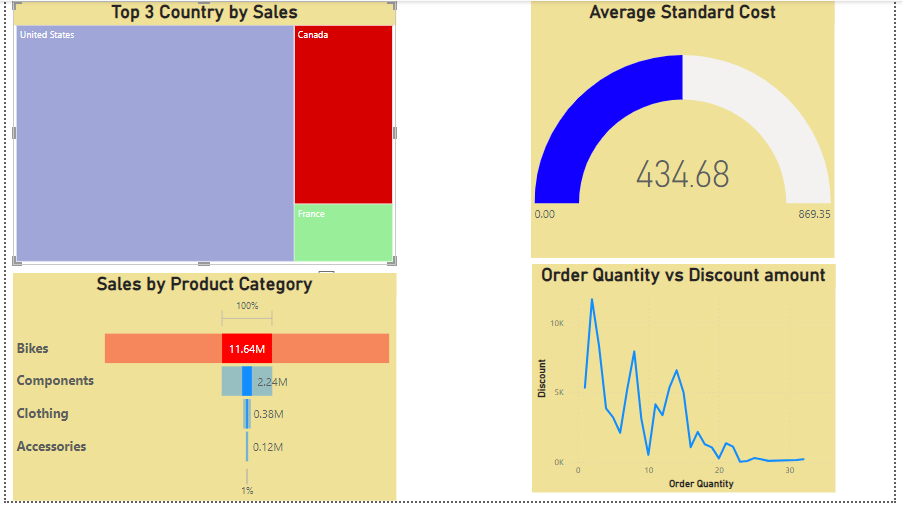 Top 3 Country by Sales
United States
Canada
France
Average Standard Cost
434.68
0.00
869.35
Sales by Product Category
100%
Bikes
11.64M
Components
2.24M
Clothing
0.38M
Accessories
0.12M
1%
Order Quantity vs Discount amount
Discount
10K
5K
0K
0
10
20
30
Order Quantity